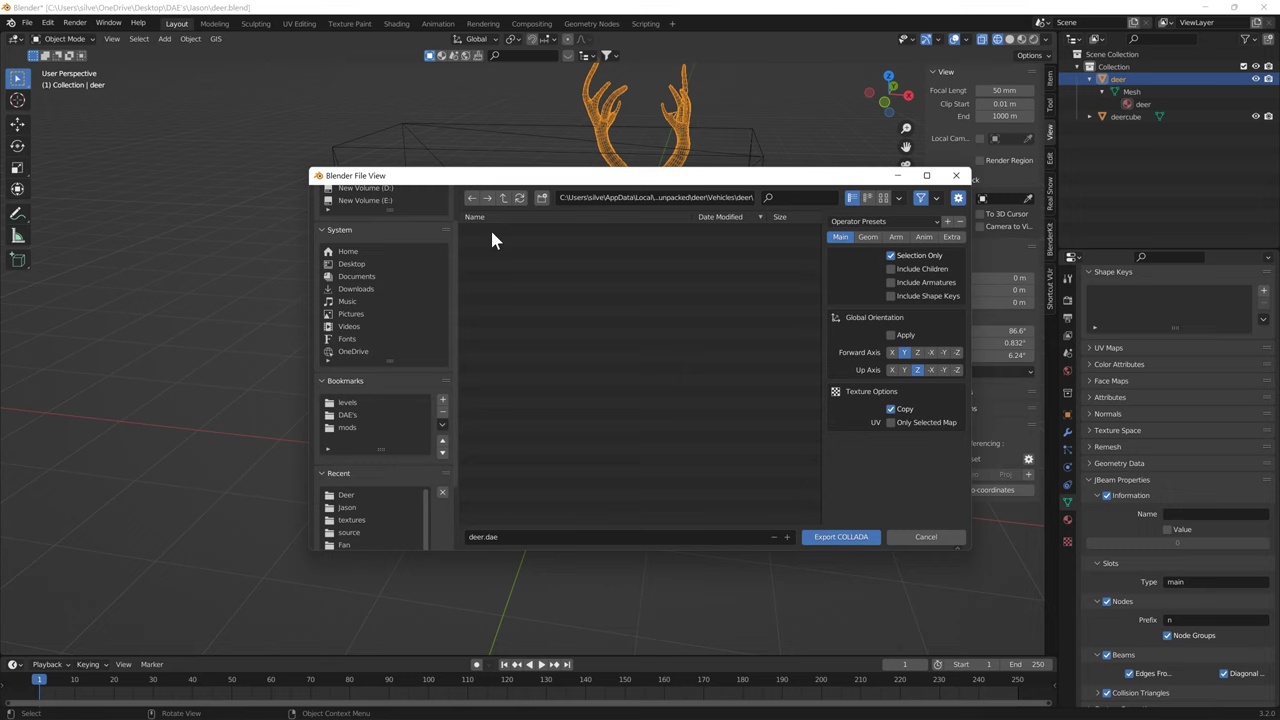 Blender* [C:\Users\silve\OneDrive\Desktop\DAE's\Jason\deer.blend]
File Edit Render Window Help Layout Modeling Sculpting UV Editing Texture Paint Shading Animation Rendering Compositing Geometry Nodes Scripting + Scene ViewLayer
Object Mode View Select Add Object GIS Global
Options
User Perspective
(1) Collection | deer
Z
Y
X
View
Focal Lengt 50 mm
Clip Start 0.01 m
End 1000 m
Local Cam...
Render Region
To 3D Cursor
Camera to Vi...
0 m
0 m
0 m
86.6°
0.832°
6.24°
Item
Tool
View
Edit
Real Snow
BlenderKit
Shortcut VUr
Scene Collection
Collection
deer
Mesh
deer
deercube
Blender File View
New Volume (D:)
New Volume (E:)
System
Home
Desktop
Documents
Downloads
Music
Pictures
Videos
Fonts
OneDrive
Bookmarks
levels
DAE's
mods
Recent
Deer
Jason
textures
source
Fan
C:\Users\silve\AppData\Local\...unpacked\deer\Vehicles\deer\
Name Date Modified Size
deer.dae
Operator Presets
Main Geom Arm Anim Extra
Selection Only
Include Children
Include Armatures
Include Shape Keys
Global Orientation
Apply
Forward Axis X Y Z -X -Y -Z
Up Axis X Y Z -X -Y -Z
Texture Options
Copy
UV Only Selected Map
Export COLLADA Cancel
Shape Keys
UV Maps
Color Attributes
Face Maps
Attributes
Normals
Texture Space
Remesh
Geometry Data
JBeam Properties
Information
Name
Value
0
Slots
Type main
Nodes
Prefix n
Node Groups
Beams
Edges Fro... Diagonal ...
Collision Triangles
Playback Keying View Marker 1 Start 1 End 250
1 10 20 30 40 50 60 70 80 90 100 110 120 130 140 150 160 170 180 190 200 210 220 230 240 250
Select Rotate View Object Context Menu 3.2.0